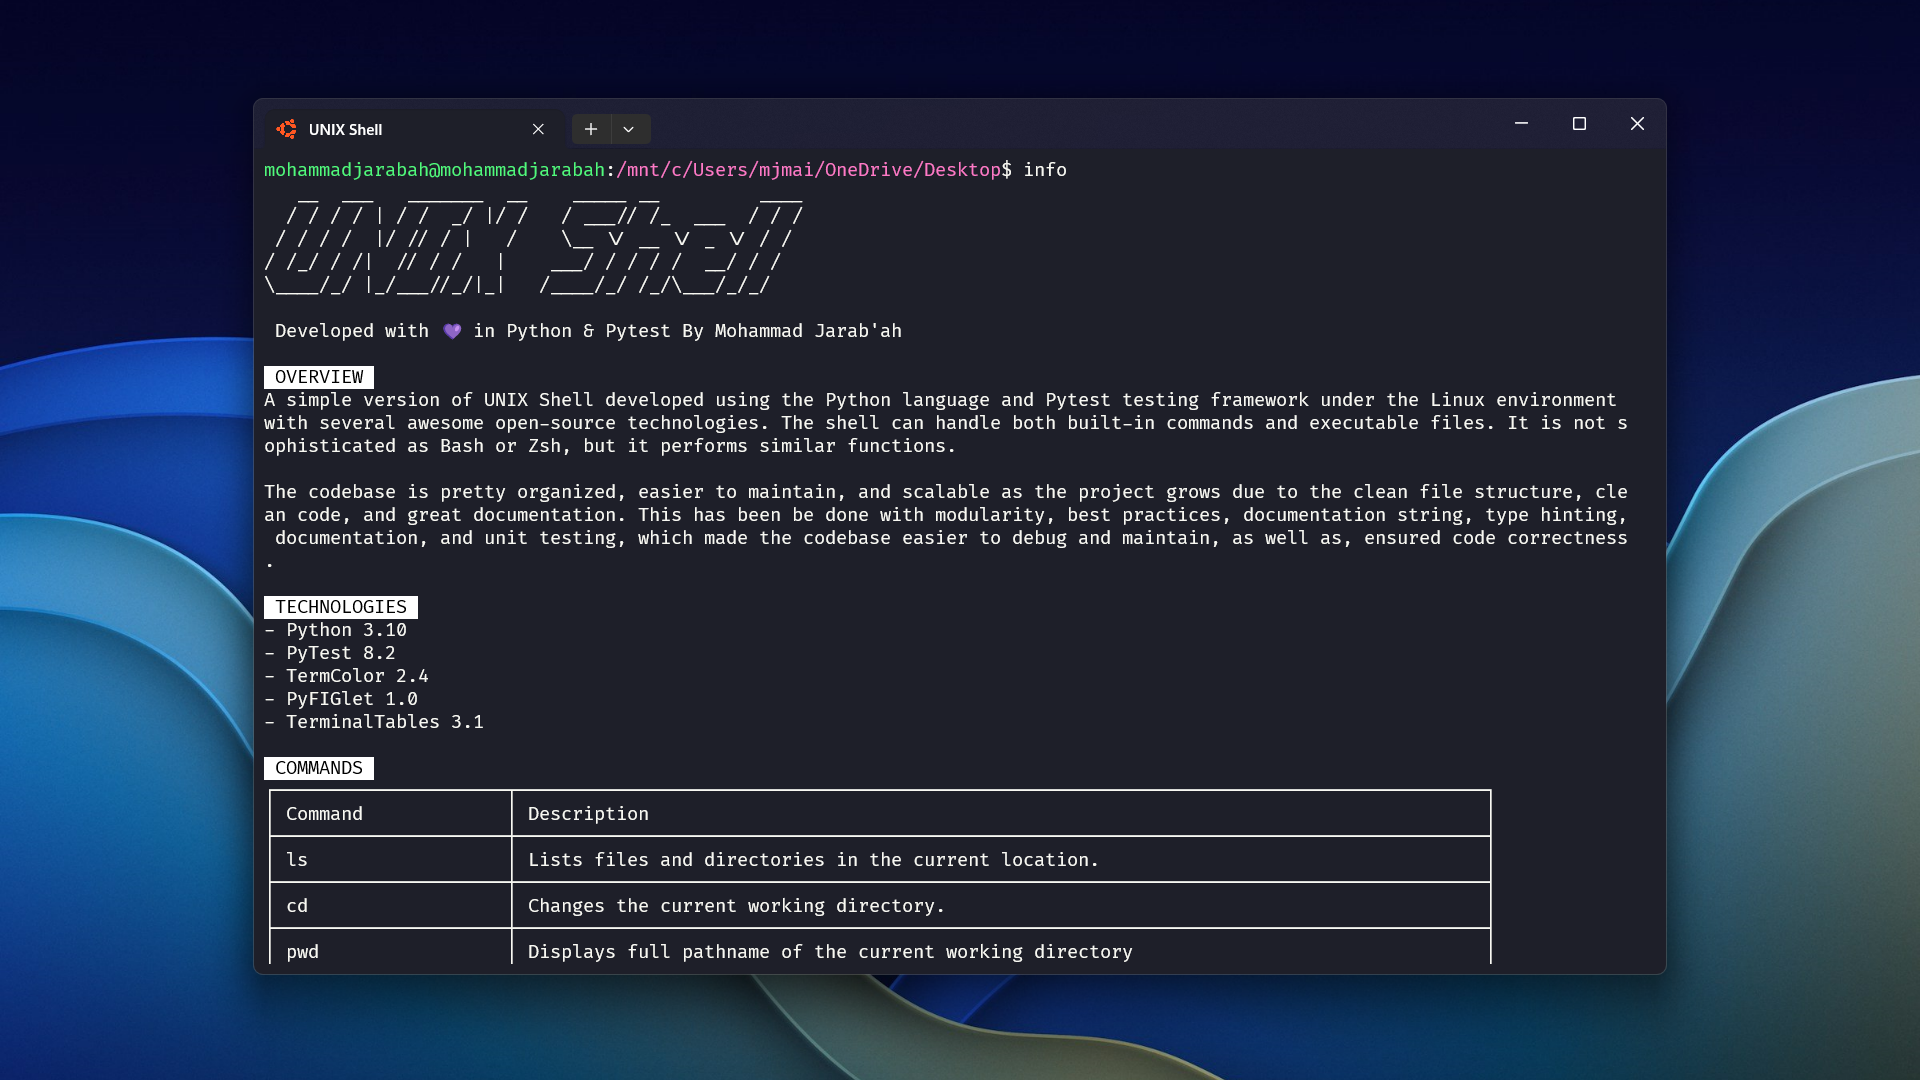 UNIX Shell
mohammadjarabah@mohammadjarabah:/mnt/c/Users/mjmai/OneDrive/Desktop$ info
UNIX Shell
Developed with 💜 in Python & Pytest By Mohammad Jarab'ah
OVERVIEW
A simple version of UNIX Shell developed using the Python language and Pytest testing framework under the Linux environment
with several awesome open-source technologies. The shell can handle both built-in commands and executable files. It is not s
ophisticated as Bash or Zsh, but it performs similar functions.
The codebase is pretty organized, easier to maintain, and scalable as the project grows due to the clean file structure, cle
an code, and great documentation. This has been be done with modularity, best practices, documentation string, type hinting,
documentation, and unit testing, which made the codebase easier to debug and maintain, as well as, ensured code correctness
.
TECHNOLOGIES
- Python 3.10
- PyTest 8.2
- TermColor 2.4
- PyFIGlet 1.0
- TerminalTables 3.1
COMMANDS
Command Description
ls Lists files and directories in the current location.
cd Changes the current working directory.
pwd Displays full pathname of the current working directory